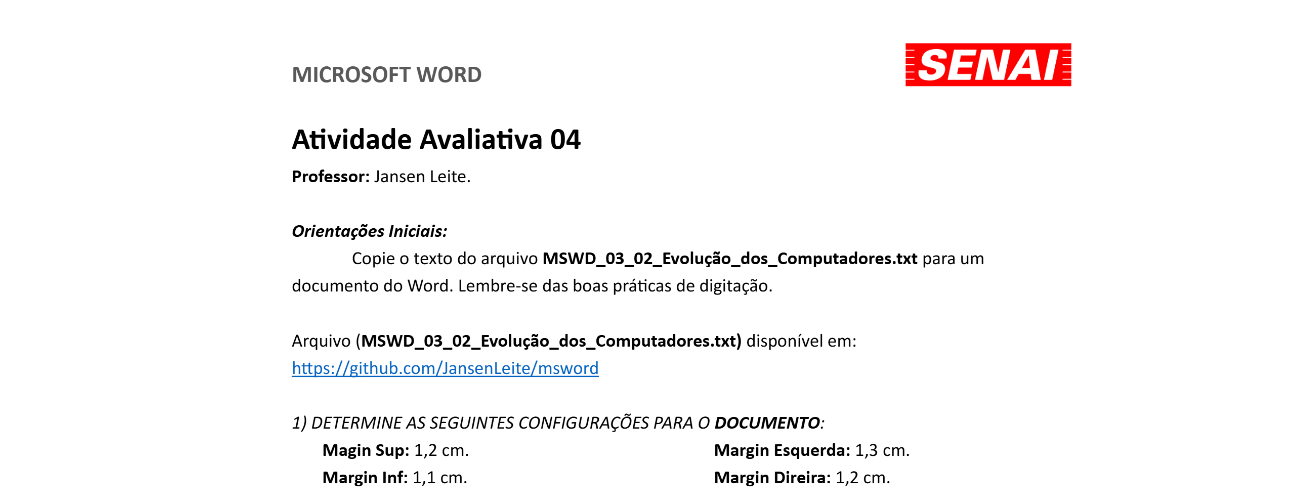 MICROSOFT WORD
SENAI
Atividade Avaliativa 04
Professor: Jansen Leite.
Orientações Iniciais:
Copie o texto do arquivo MSWD_03_02_Evolução_dos_Computadores.txt para um
documento do Word. Lembre-se das boas práticas de digitação.
Arquivo (MSWD_03_02_Evolução_dos_Computadores.txt) disponível em:
https://github.com/JansenLeite/msword
1) DETERMINE AS SEGUINTES CONFIGURAÇÕES PARA O DOCUMENTO:
Magin Sup: 1,2 cm. Margin Esquerda: 1,3 cm.
Margin Inf: 1,1 cm. Margin Direira: 1,2 cm.